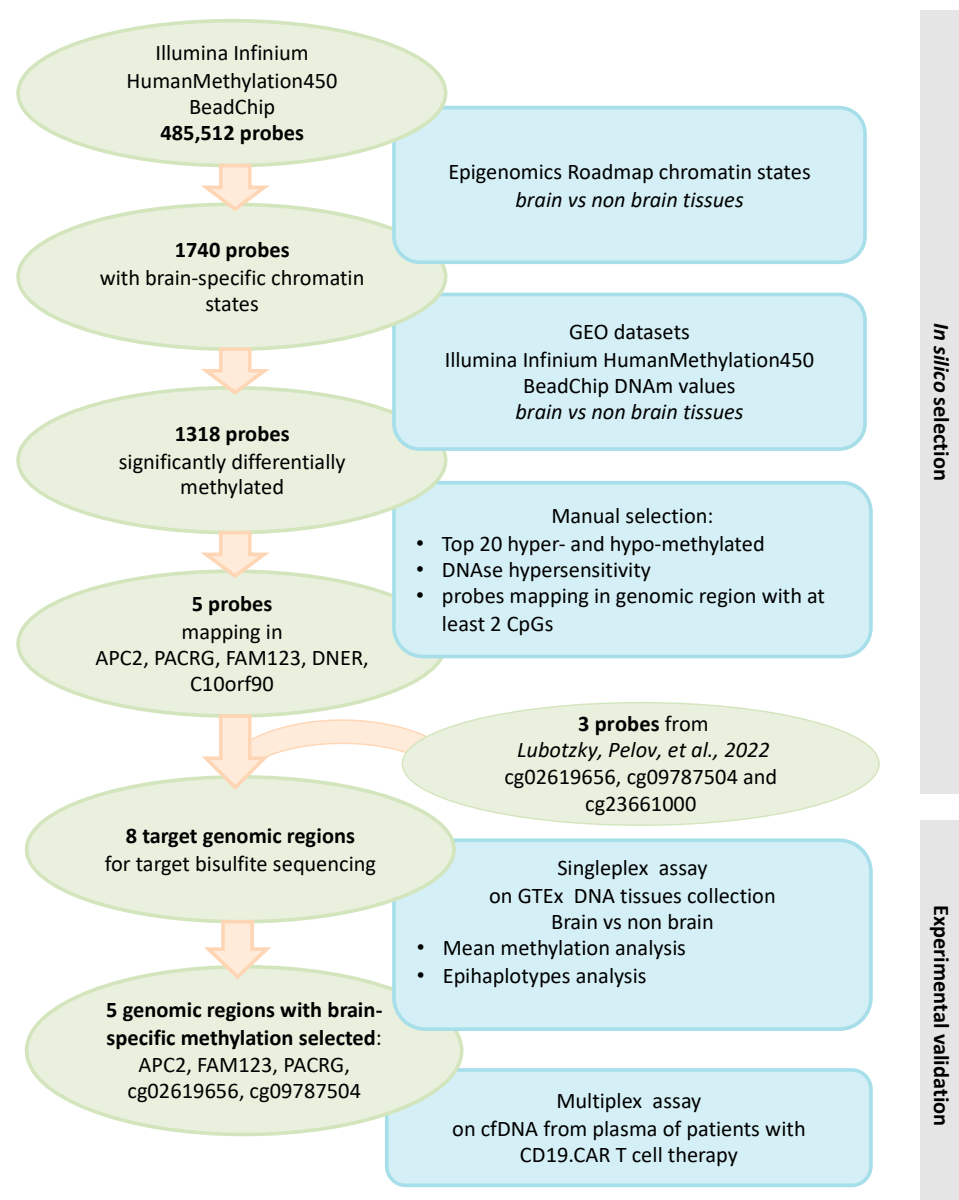 Illumina Infinium
HumanMethylation450
BeadChip
485,512 probes
Epigenomics Roadmap chromatin states
brain vs non brain tissues
1740 probes
with brain-specific chromatin
states
GEO datasets
Illumina Infinium HumanMethylation450
BeadChip DNAm values
brain vs non brain tissues
1318 probes
significantly differentially
methylated
Manual selection:
• Top 20 hyper- and hypo-methylated
• DNAse hypersensitivity
• probes mapping in genomic region with at
least 2 CpGs
5 probes
mapping in
APC2, PACRG, FAM123, DNER,
C10orf90
3 probes from
Lubotzky, Pelov, et al., 2022
cg02619656, cg09787504 and
cg23661000
In silico selection
8 target genomic regions
for target bisulfite sequencing
Singleplex assay
on GTEx DNA tissues collection
Brain vs non brain
• Mean methylation analysis
• Epihaplotypes analysis
5 genomic regions with brain-
specific methylation selected:
APC2, FAM123, PACRG,
cg02619656, cg09787504
Multiplex assay
on cfDNA from plasma of patients with
CD19.CAR T cell therapy
Experimental validation